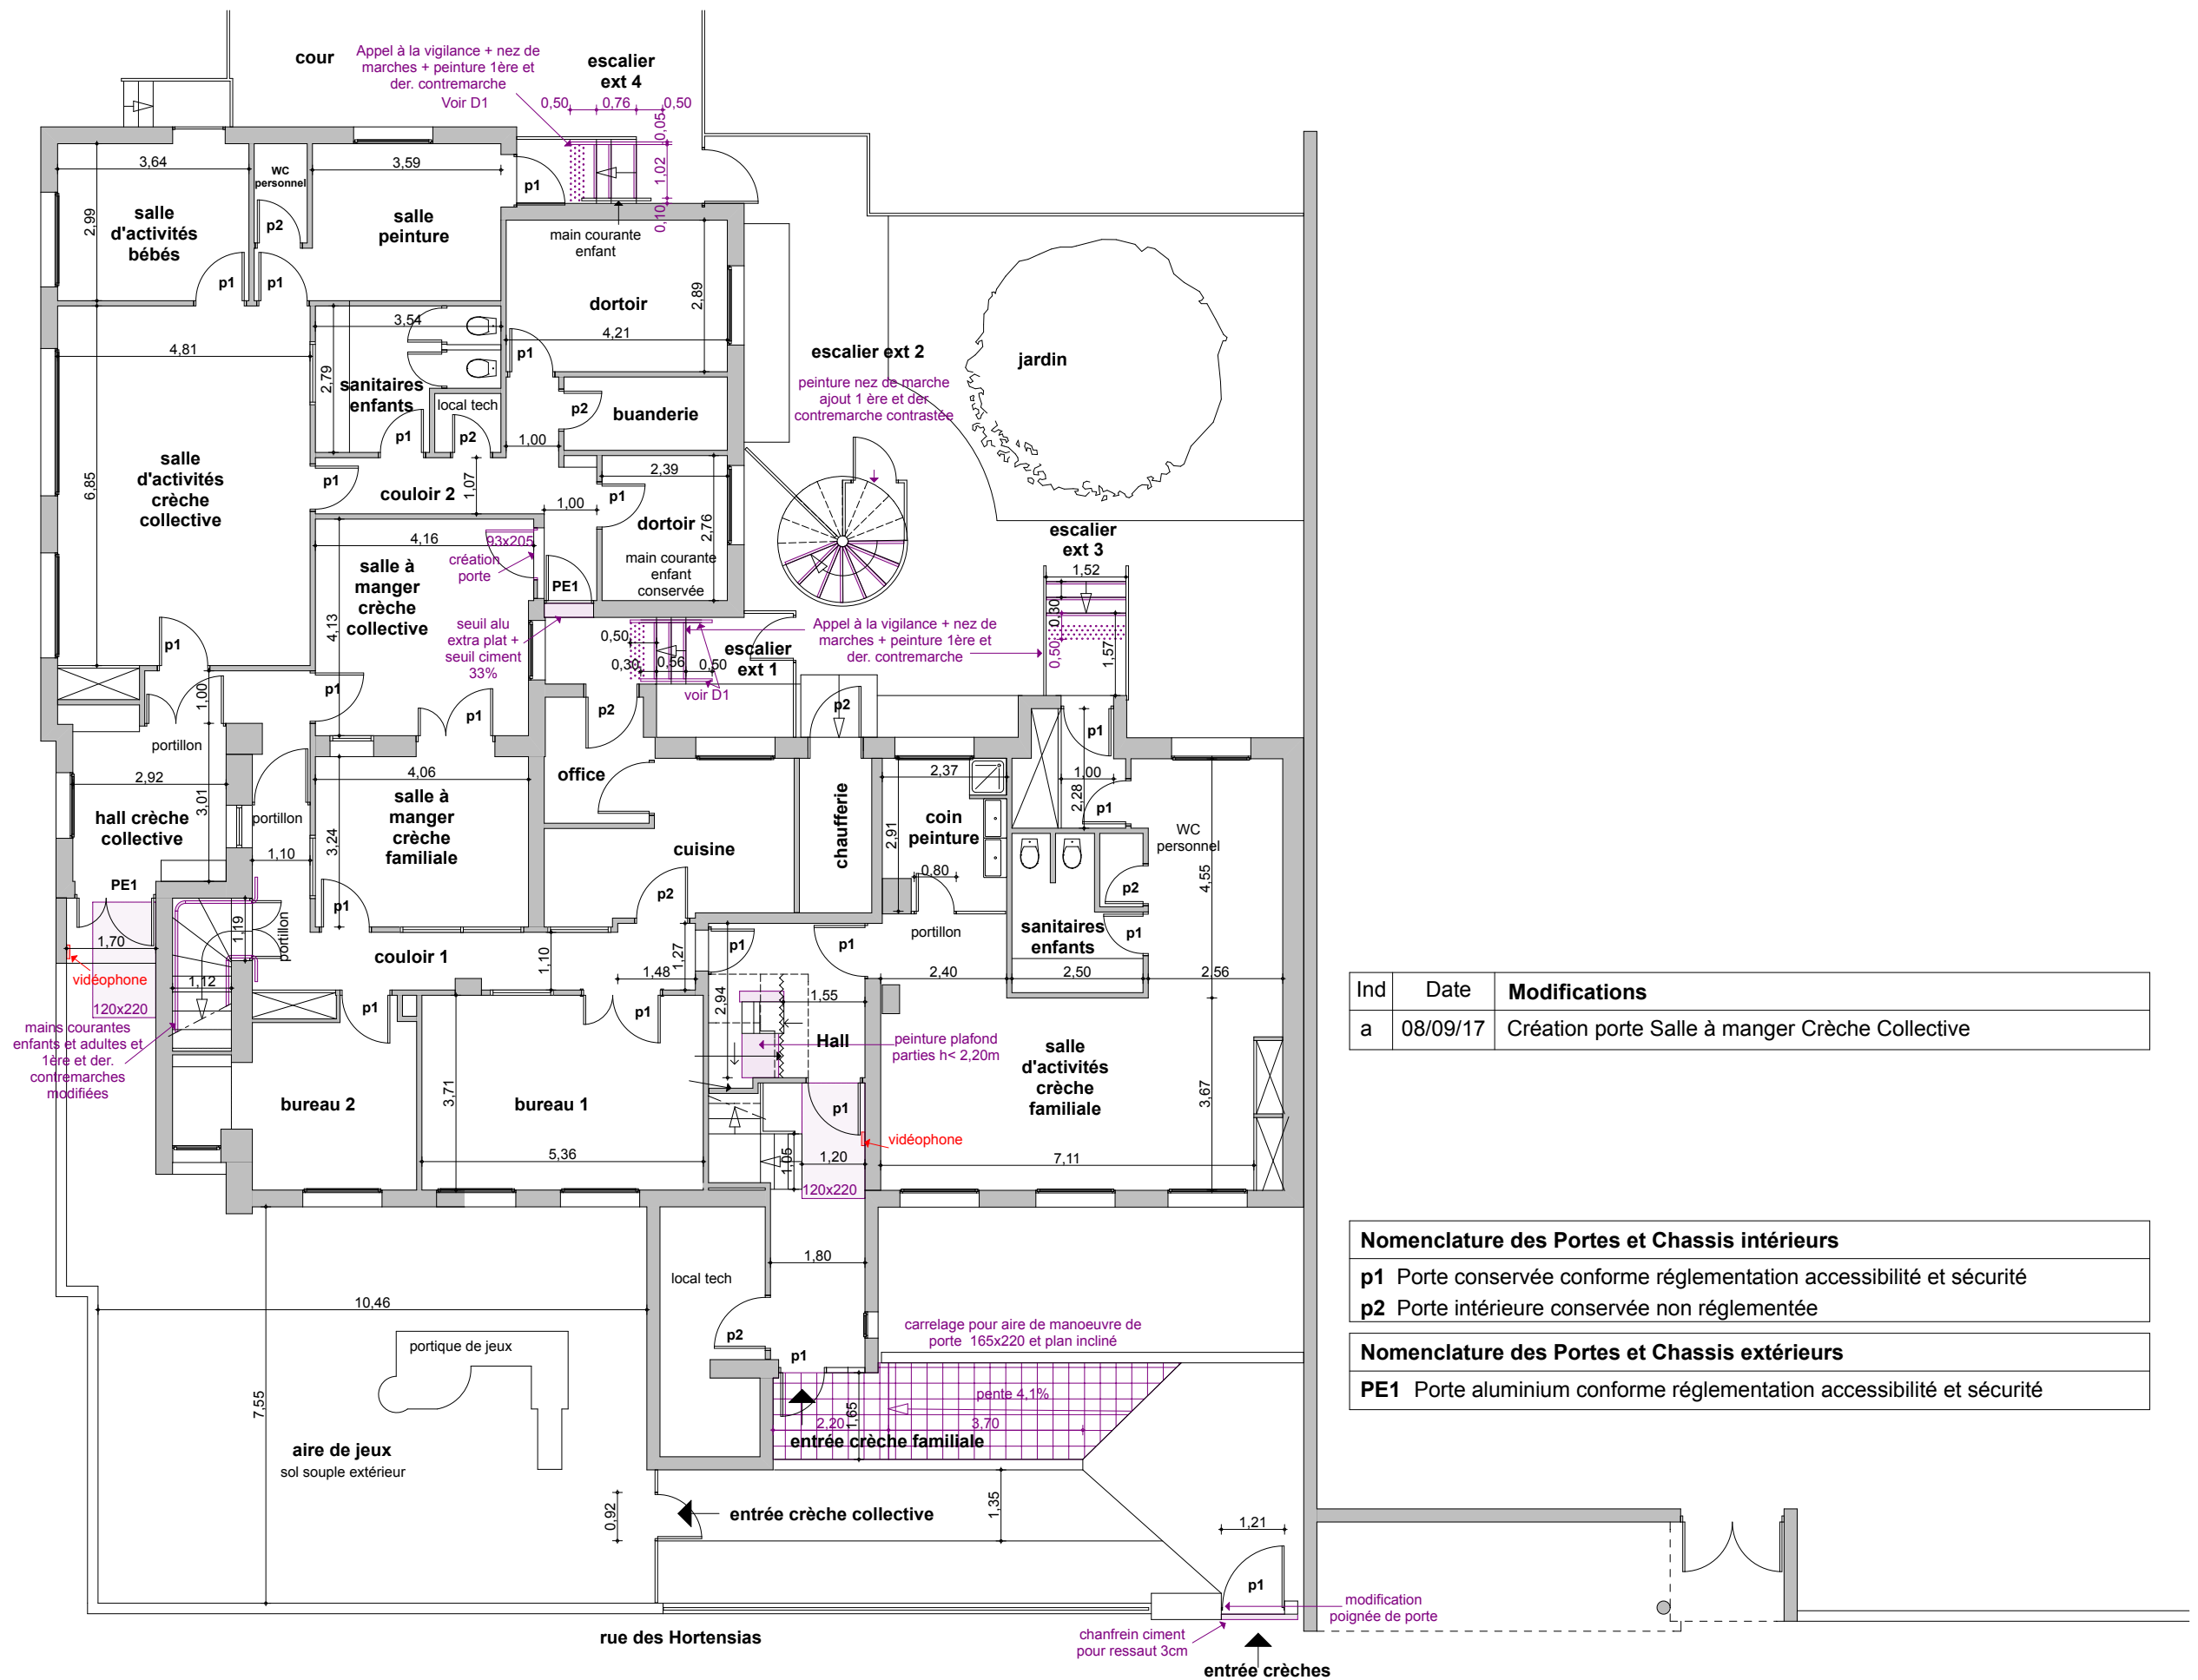 cour
Appel à la vigilance + nez de
marches + peinture 1ère et
der. contremarche
Voir D1
escalier
ext 4
0,50
0,76
0,50
0,05
1,02
0,10
3,64
2,99
salle
d'activités
bébés
p1
WC
personnel
p2
p1
3,59
salle
peinture
p1
main courante
enfant
dortoir
2,89
4,21
p1
3,54
2,79
sanitaires
enfants
p1
local tech
p2
1,00
p2
buanderie
4,81
6,85
salle
d'activités
crèche
collective
p1
p1
couloir 2
1,07
1,00
p1
2,39
dortoir
2,76
main courante
enfant
conservée
escalier ext 2
peinture nez de marche
ajout 1 ère et der
contremarche contrastée
jardin
escalier
ext 3
1,52
0,30
0,50
1,57
4,16
93x205
création
porte
salle à
manger
crèche
collective
4,13
PE1
seuil alu
extra plat +
seuil ciment
33%
0,50
0,30
0,56
0,50
escalier
ext 1
voir D1
Appel à la vigilance + nez de
marches + peinture 1ère et
der. contremarche
p1
p1
1,00
portillon
2,92
3,01
hall crèche
collective
PE1
portillon
1,10
4,06
salle à
manger
crèche
familiale
3,24
p1
office
p2
cuisine
p2
chaufferie
p2
2,37
coin
peinture
2,91
0,80
portillon
p1
1,00
2,28
p1
WC
personnel
4,55
p2
sanitaires
enfants
p1
2,40
2,50
2,56
1,70
vidéophone
120x220
1,12
1,19
portillon
mains courantes
enfants et adultes et
1ère et der.
contremarches
modifiées
couloir 1
1,10
1,48
1,27
p1
p1
p1
p1
2,94
1,55
Hall
peinture plafond
parties h< 2,20m
bureau 2
bureau 1
3,71
5,36
p1
vidéophone
1,05
1,20
120x220
salle
d'activités
crèche
familiale
3,67
7,11
Ind
Date
Modifications
a
08/09/17
Création porte Salle à manger Crèche Collective
Nomenclature des Portes et Chassis intérieurs
p1 Porte conservée conforme réglementation accessibilité et sécurité
p2 Porte intérieure conservée non réglementée
Nomenclature des Portes et Chassis extérieurs
PE1 Porte aluminium conforme réglementation accessibilité et sécurité
10,46
7,55
portique de jeux
aire de jeux
sol souple extérieur
local tech
p2
1,80
p1
carrelage pour aire de manoeuvre de
porte 165x220 et plan incliné
pente 4,1%
2,20
1,65
3,70
entrée crèche familiale
0,92
entrée crèche collective
1,35
1,21
p1
modification
poignée de porte
chanfrein ciment
pour ressaut 3cm
rue des Hortensias
entrée crèches